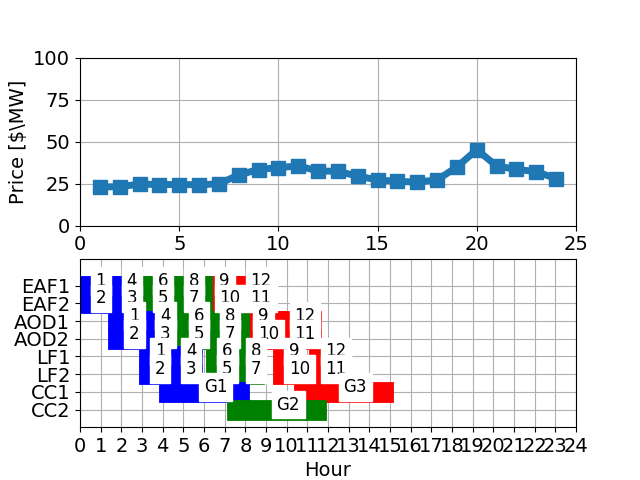 100
75
50
25
0
Price [$\MW]
0 5 10 15 20 25
EAF1 1 4 6 8 9 12
EAF2 2 3 5 7 10 11
AOD1 1 4 6 8 9 12
AOD2 2 3 5 7 10 11
LF1 1 4 6 8 9 12
LF2 2 3 5 7 10 11
CC1 G1 G3
CC2 G2
0 1 2 3 4 5 6 7 8 9 10 11 12 13 14 15 16 17 18 19 20 21 22 23 24
Hour